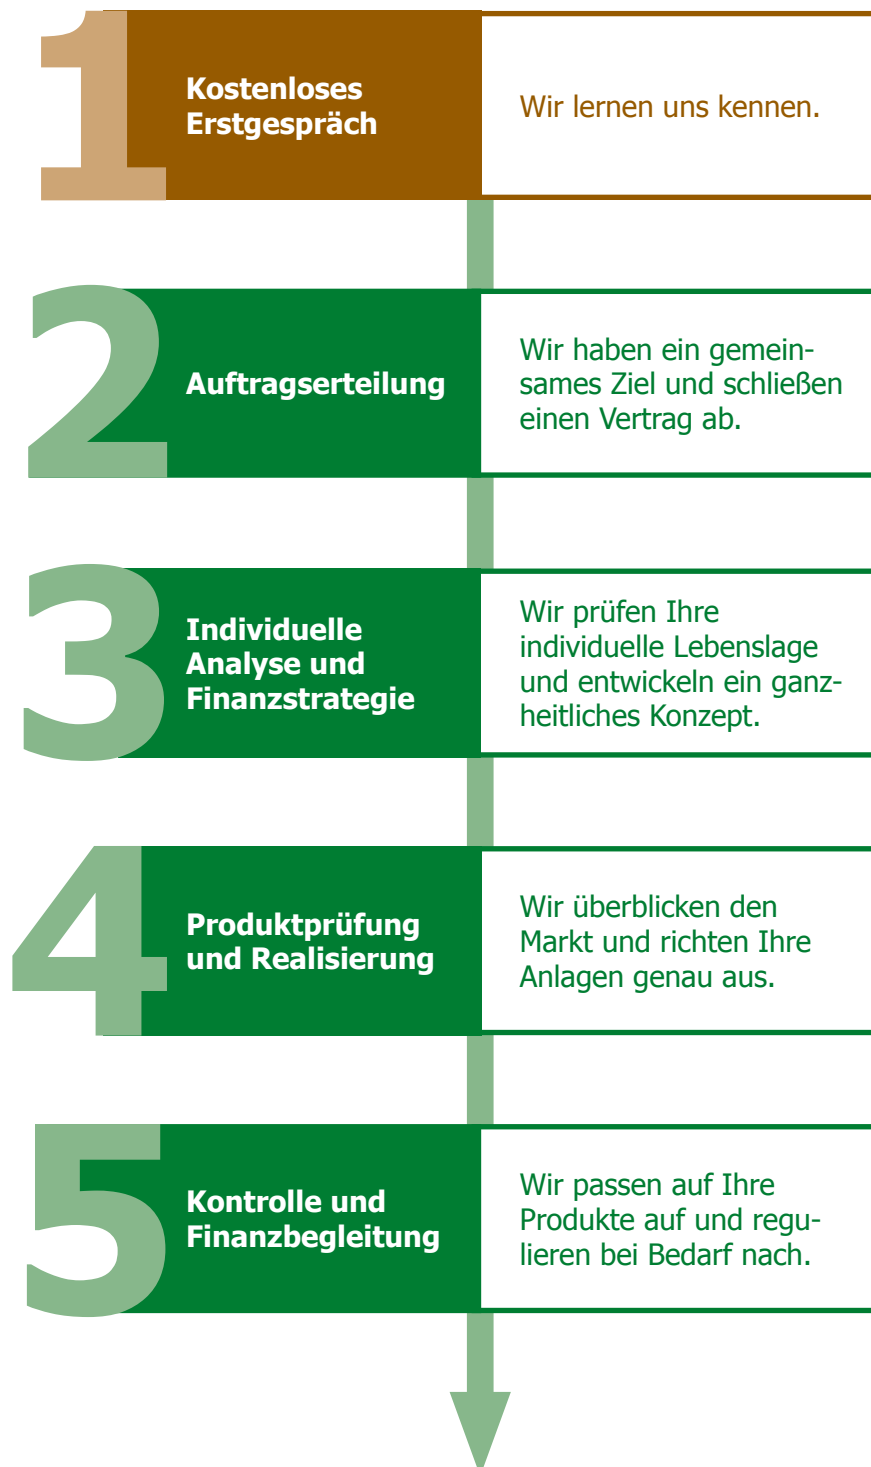 1
Kostenloses
Erstgespräch
Wir lernen uns kennen.
2
Auftragserteilung
Wir haben ein gemein-
sames Ziel und schließen
einen Vertrag ab.
3
Individuelle
Analyse und
Finanzstrategie
Wir prüfen Ihre
individuelle Lebenslage
und entwickeln ein ganz-
heitliches Konzept.
4
Produktprüfung
und Realisierung
Wir überblicken den
Markt und richten Ihre
Anlagen genau aus.
5
Kontrolle und
Finanzbegleitung
Wir passen auf Ihre
Produkte auf und regu-
lieren bei Bedarf nach.